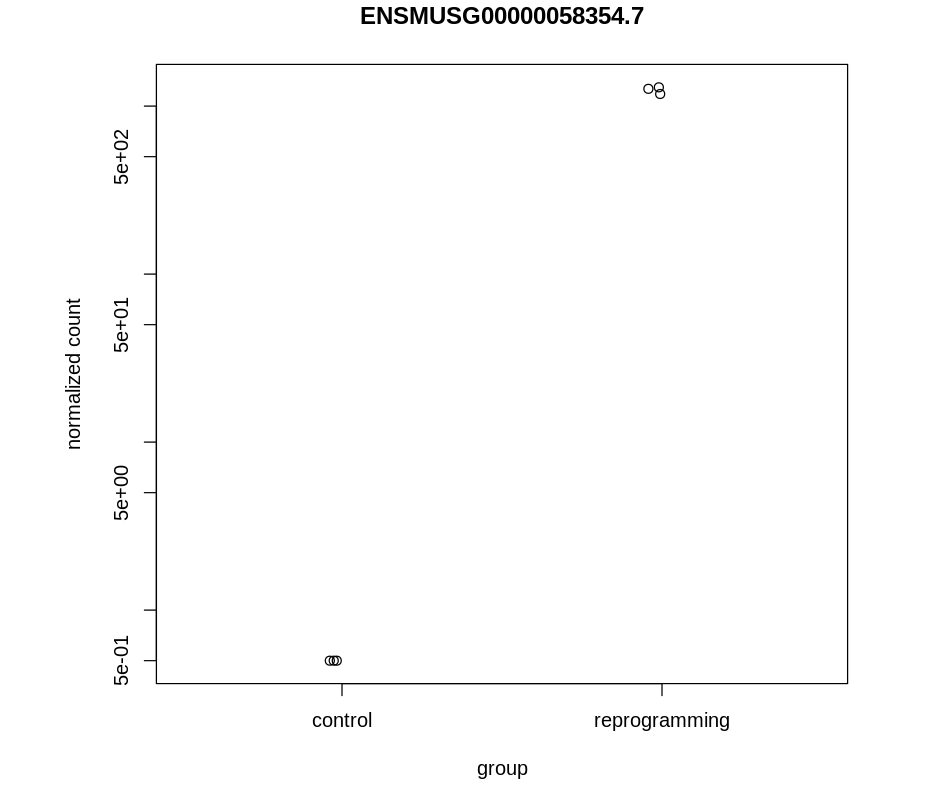 ENSMUSG00000058354.7
normalized count
5e+02
5e+01
5e+00
5e-01
control reprogramming
group